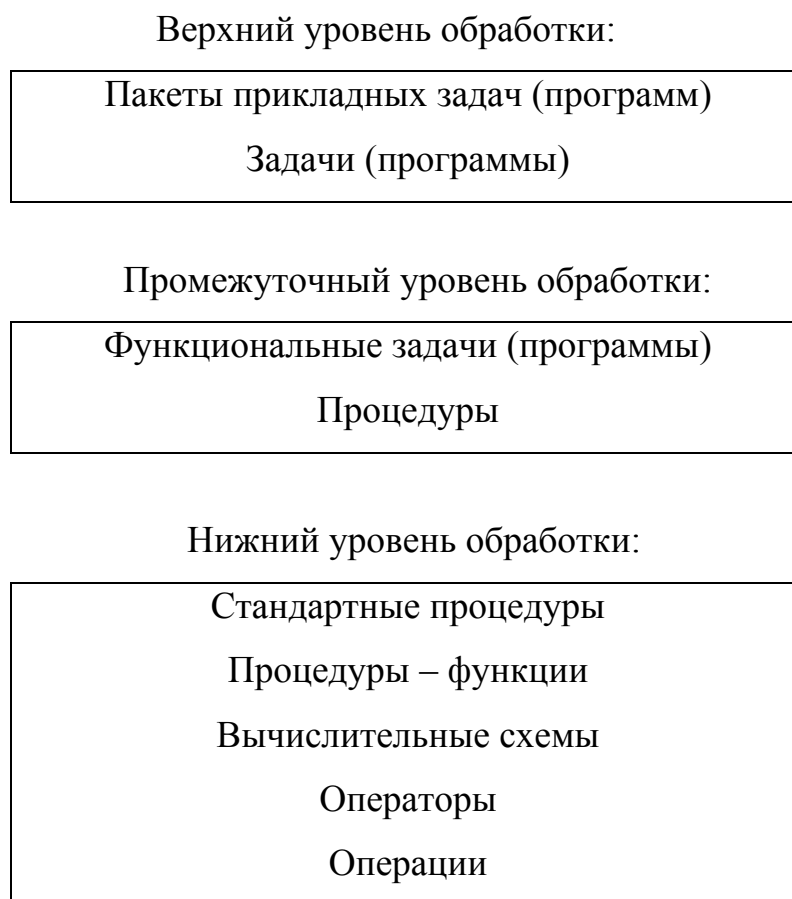 Верхний уровень обработки:
Пакеты прикладных задач (программ)
Задачи (программы)
Промежуточный уровень обработки:
Функциональные задачи (программы)
Процедуры
Нижний уровень обработки:
Стандартные процедуры
Процедуры – функции
Вычислительные схемы
Операторы
Операции